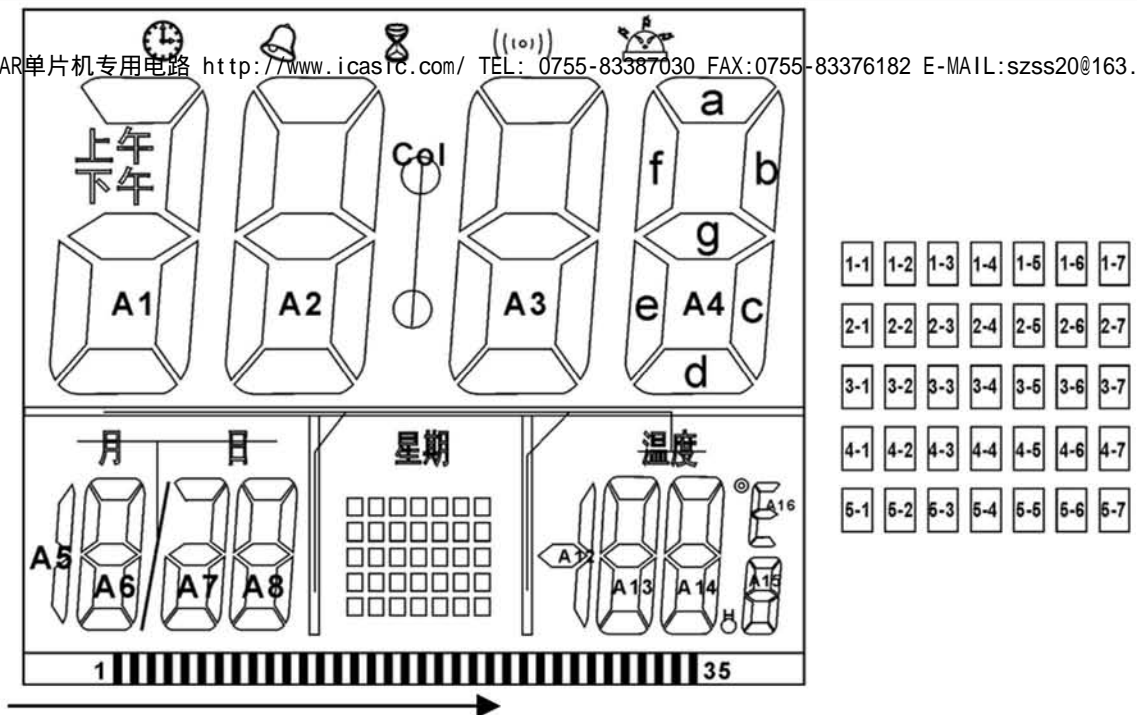 AR单片机专用电路 http://www.icasic.com/ TEL: 0755-83387030 FAX:0755-83376182 E-MAIL:szss20@163.
上午
下午
Col
a
f
b
g
A1
A2
A3
e
A4
c
d
1-1 1-2 1-3 1-4 1-5 1-6 1-7
2-1 2-2 2-3 2-4 2-5 2-6 2-7
3-1 3-2 3-3 3-4 3-5 3-6 3-7
4-1 4-2 4-3 4-4 4-5 4-6 4-7
5-1 5-2 5-3 5-4 5-5 5-6 5-7
月 日 星期 温度
A5
A6
A7
A8
A12
A13
A14
A16
A15
H
1
35